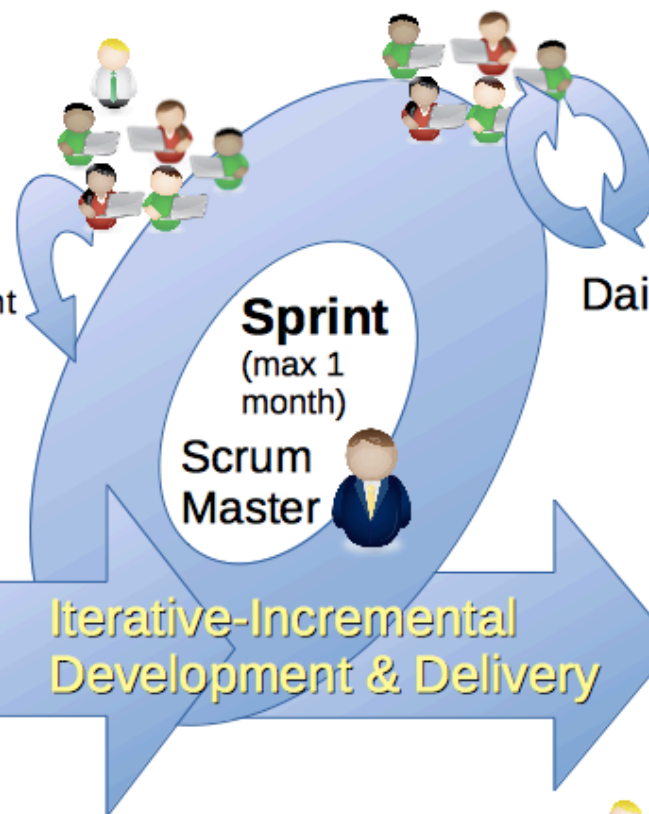 Sprint
(max 1
month)
Scrum
Master
Iterative-Incremental
Development & Delivery